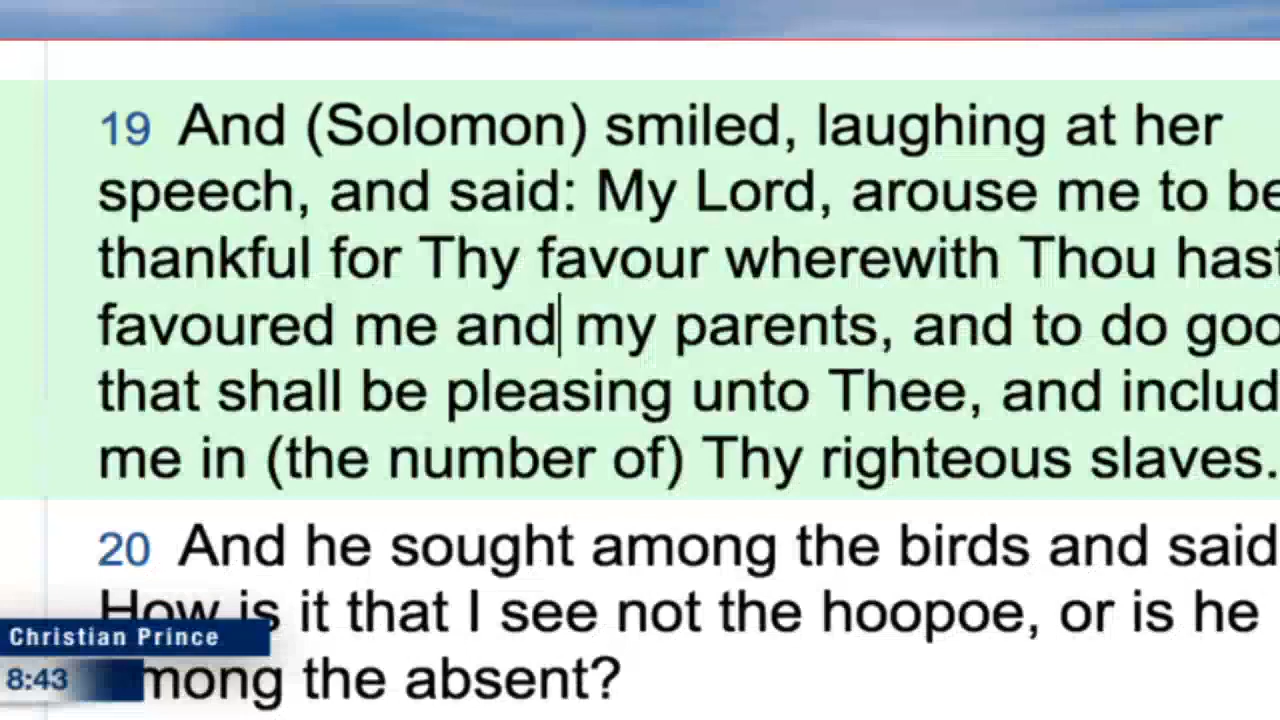 19 And (Solomon) smiled, laughing at her
speech, and said: My Lord, arouse me to be
thankful for Thy favour wherewith Thou hast
favoured me and my parents, and to do goo
that shall be pleasing unto Thee, and includ
me in (the number of) Thy righteous slaves.
20 And he sought among the birds and said
How is it that I see not the hoopoe, or is he
mong the absent?
Christian Prince
8:43